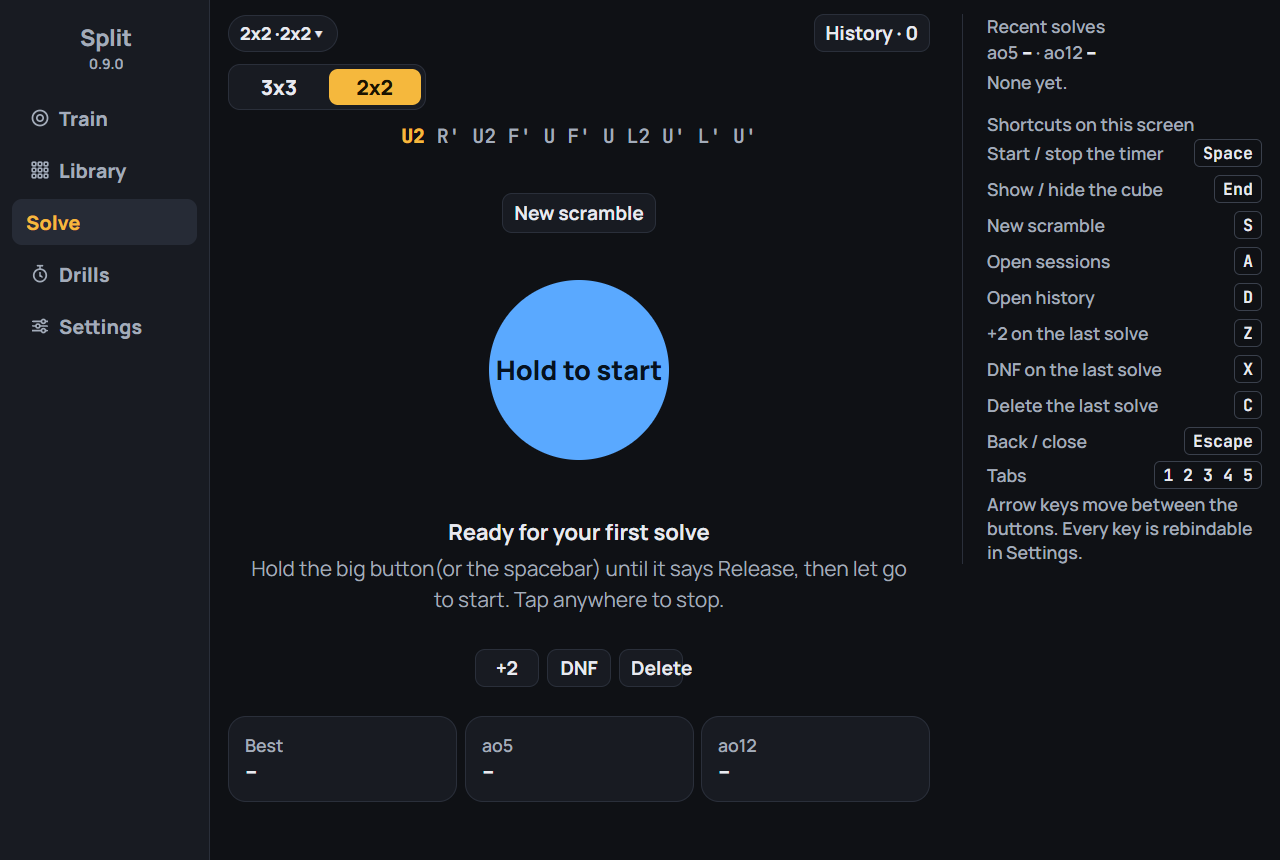 Split
0.9.0
Train
Library
Solve
Drills
Settings
2x2 ·2x2 ▾
History · 0
3x3
2x2
U2 R' U2 F' U F' U L2 U' L' U'
New scramble
Hold to start
Ready for your first solve
Hold the big button(or the spacebar) until it says Release, then let go
to start. Tap anywhere to stop.
+2
DNF
Delete
Best
–
ao5
–
ao12
–
Recent solves
ao5 – · ao12 –
None yet.
Shortcuts on this screen
Start / stop the timer Space
Show / hide the cube End
New scramble S
Open sessions A
Open history D
+2 on the last solve Z
DNF on the last solve X
Delete the last solve C
Back / close Escape
Tabs 1 2 3 4 5
Arrow keys move between the
buttons. Every key is rebindable
in Settings.